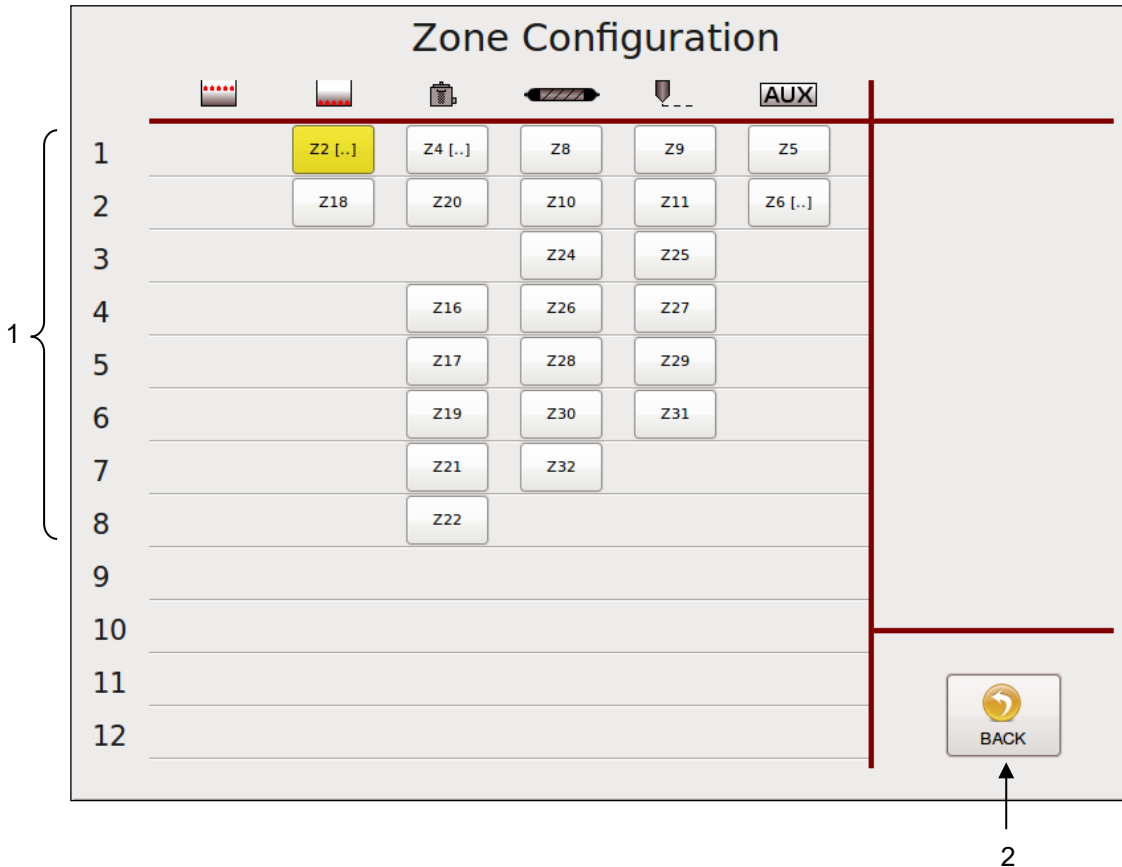 Zone Configuration
AUX
1 Z2 [..] Z4 [..] Z8 Z9 Z5
2 Z18 Z20 Z10 Z11 Z6 [..]
3 Z24 Z25
4 Z16 Z26 Z27
1
5 Z17 Z28 Z29
6 Z19 Z30 Z31
7 Z21 Z32
8 Z22
9
10
11
12
BACK
2